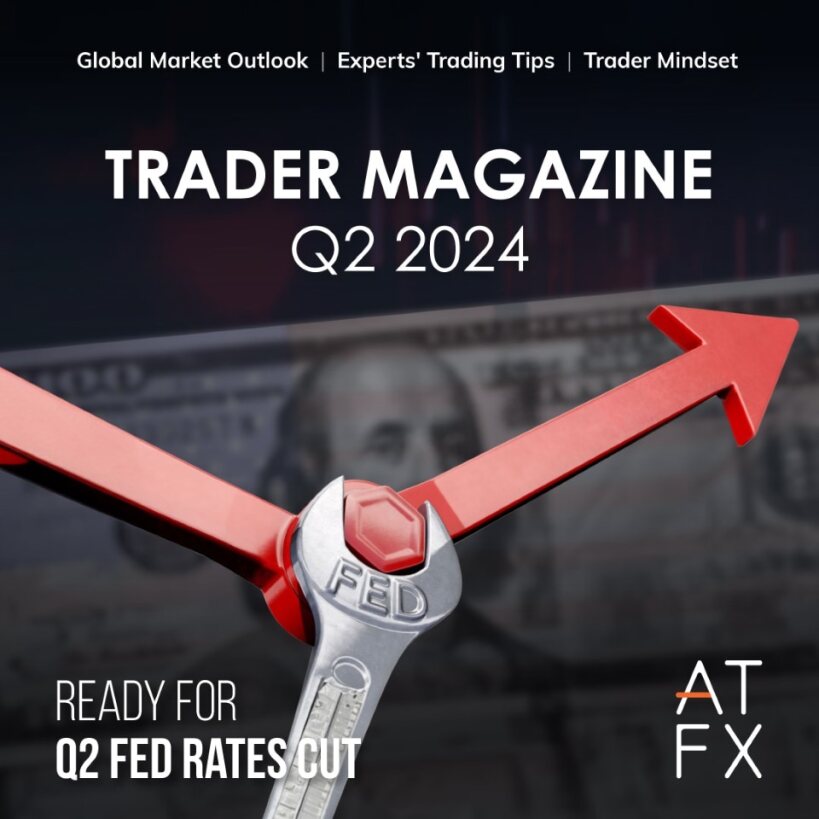 Global Market Outlook | Experts' Trading Tips | Trader Mindset
TRADER MAGAZINE
Q2 2024
100
FED
READY FOR
Q2 FED RATES CUT
AT
FX